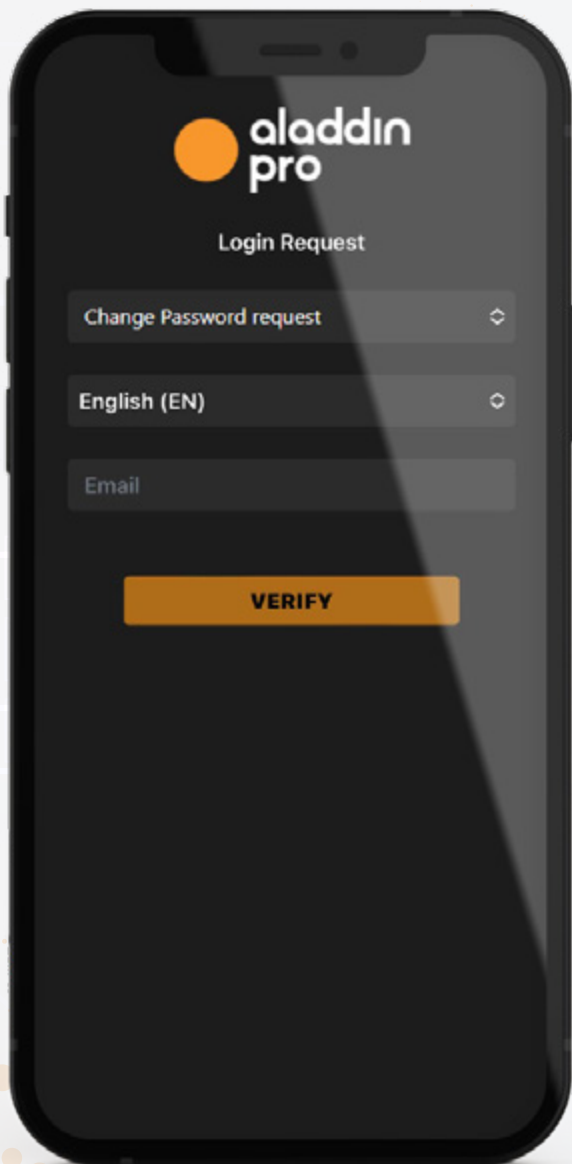 aladdin
pro
Login Request
Change Password request
English (EN)
Email
VERIFY